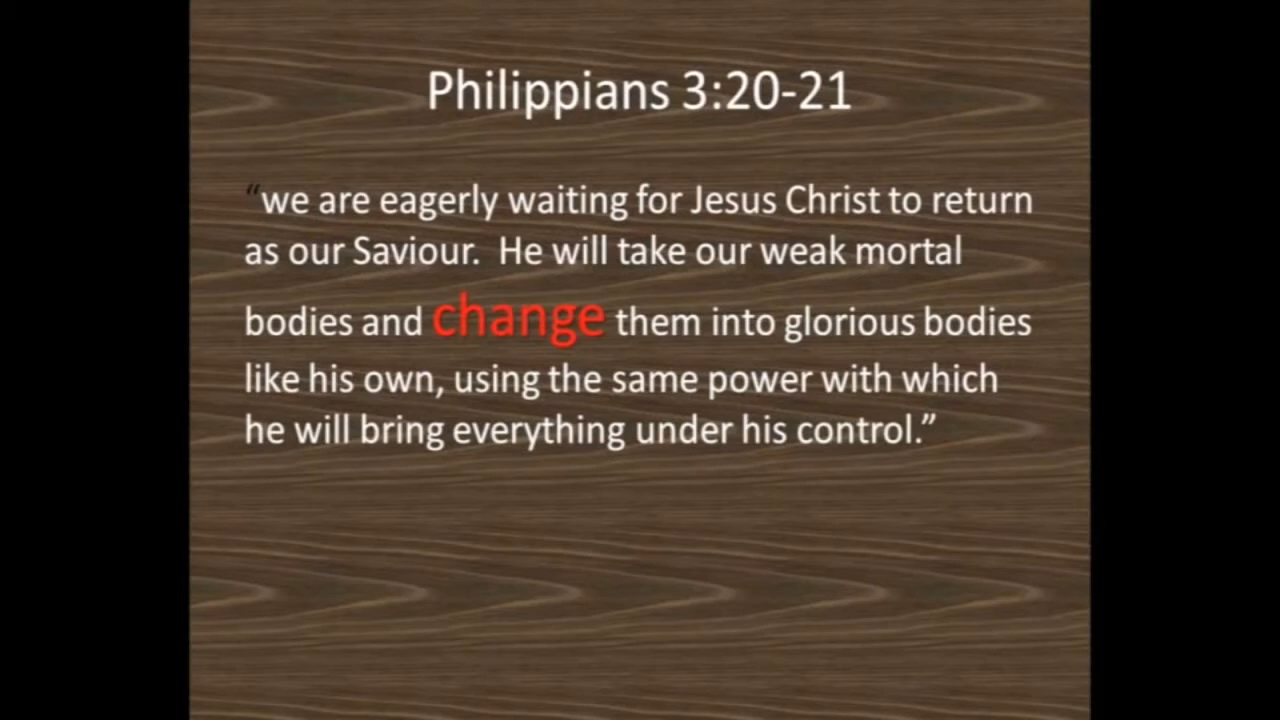 Philippians 3:20-21
“we are eagerly waiting for Jesus Christ to return
as our Saviour.  He will take our weak mortal
bodies and change them into glorious bodies
like his own, using the same power with which
he will bring everything under his control.”